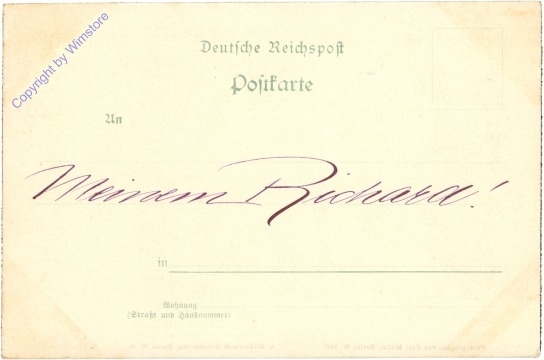 Copyright by Wimstore
Deutsche Reichspost
Postkarte
An
Meinem Richard!
in
Wohnung
(Straße und Hausnummer)